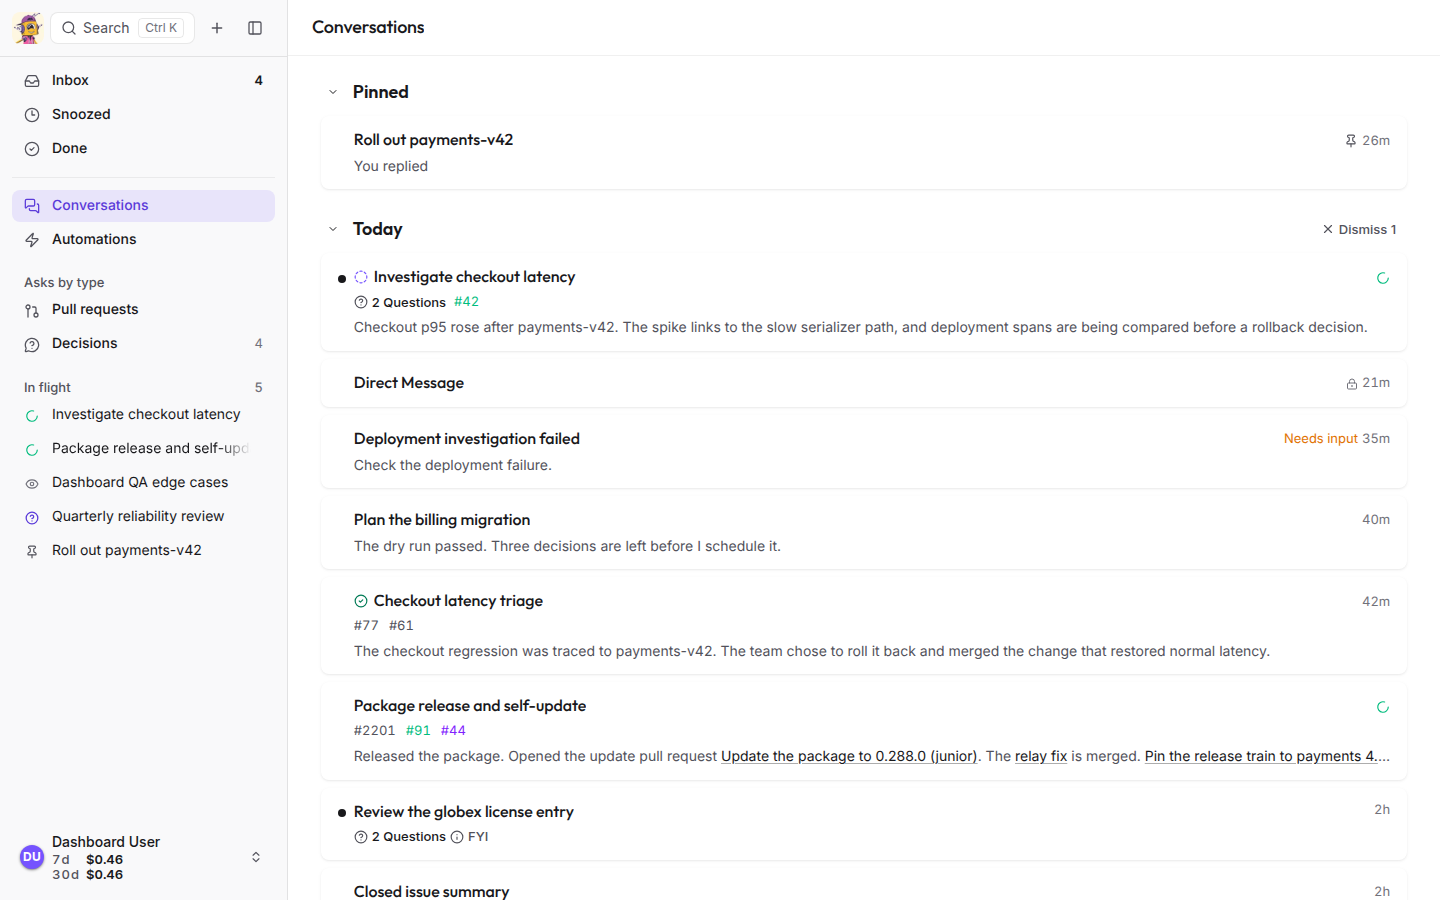 Search Ctrl K
Inbox 4
Snoozed
Done
Conversations
Automations
Asks by type
Pull requests
Decisions 4
In flight 5
Investigate checkout latency
Package release and self-upd
Dashboard QA edge cases
Quarterly reliability review
Roll out payments-v42
DU
Dashboard User
7d $0.46
30d $0.46
Conversations
Pinned
Roll out payments-v42 26m
You replied
Today Dismiss 1
Investigate checkout latency
2 Questions #42
Checkout p95 rose after payments-v42. The spike links to the slow serializer path, and deployment spans are being compared before a rollback decision.
Direct Message 21m
Deployment investigation failed Needs input 35m
Check the deployment failure.
Plan the billing migration 40m
The dry run passed. Three decisions are left before I schedule it.
Checkout latency triage 42m
#77 #61
The checkout regression was traced to payments-v42. The team chose to roll it back and merged the change that restored normal latency.
Package release and self-update
#2201 #91 #44
Released the package. Opened the update pull request Update the package to 0.288.0 (junior). The relay fix is merged. Pin the release train to payments 4....
Review the globex license entry 2h
2 Questions FYI
Closed issue summary 2h